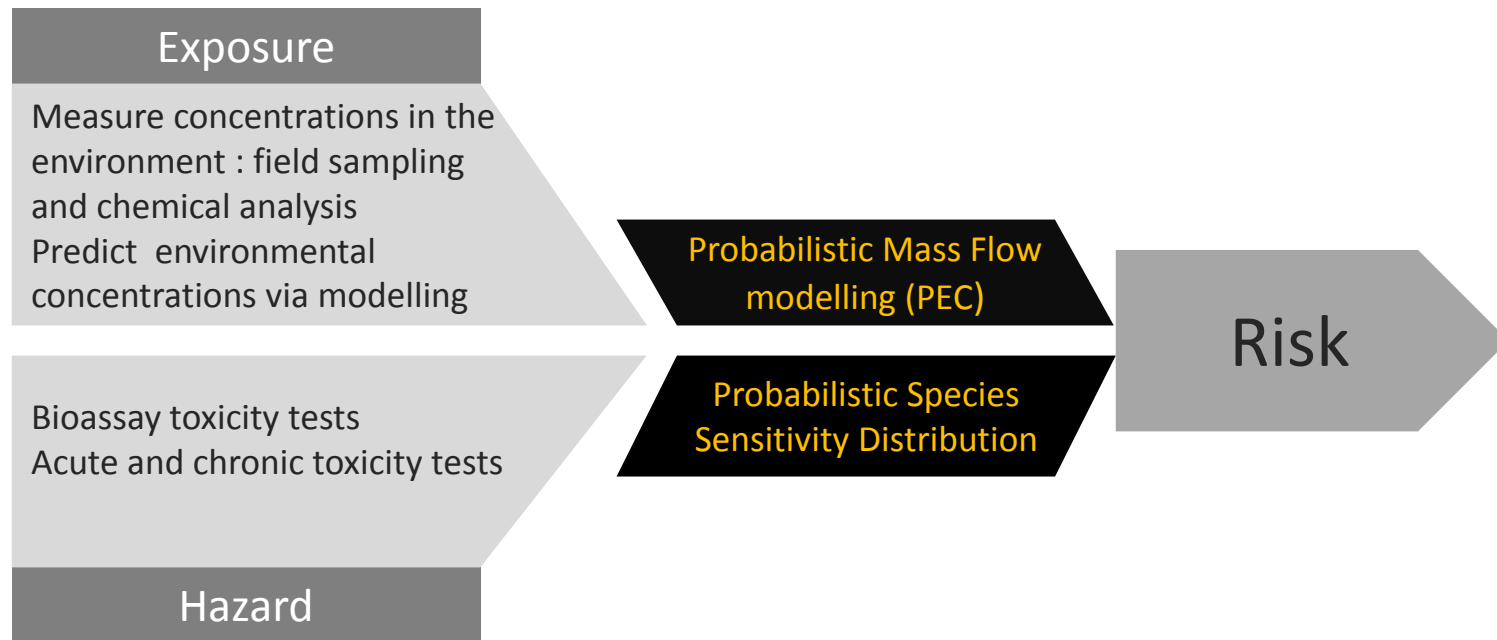 Exposure
Measure concentrations in the
environment : field sampling
and chemical analysis
Predict  environmental
concentrations via modelling
Probabilistic Mass Flow
modelling (PEC)
Risk
Probabilistic Species
Sensitivity Distribution
Bioassay toxicity tests
Acute and chronic toxicity tests
Hazard